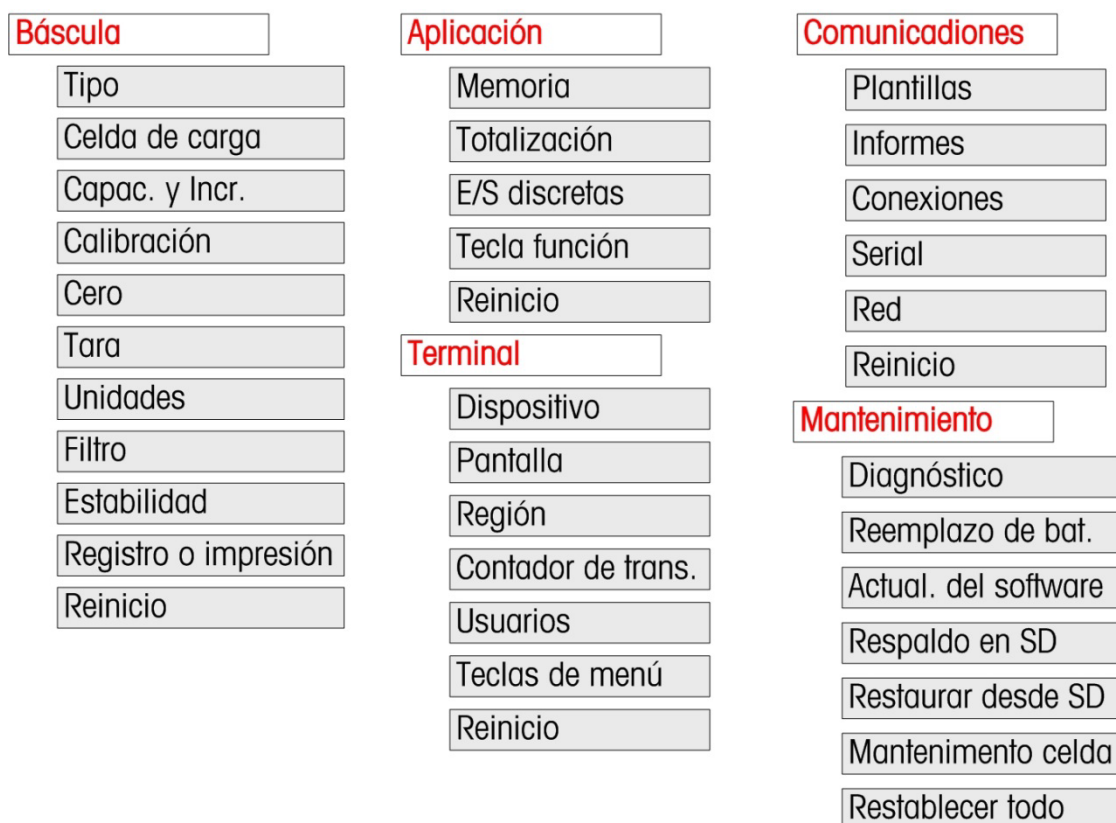 Báscula
Tipo
Celda de carga
Capac. y Incr.
Calibración
Cero
Tara
Unidades
Filtro
Estabilidad
Registro o impresión
Reinicio
Aplicación
Memoria
Totalización
E/S discretas
Tecla función
Reinicio
Terminal
Dispositivo
Pantalla
Región
Contador de trans.
Usuarios
Teclas de menú
Reinicio
Comunicadiones
Plantillas
Informes
Conexiones
Serial
Red
Reinicio
Mantenimiento
Diagnóstico
Reemplazo de bat.
Actual. del software
Respaldo en SD
Restaurar desde SD
Mantenimento celda
Restablecer todo